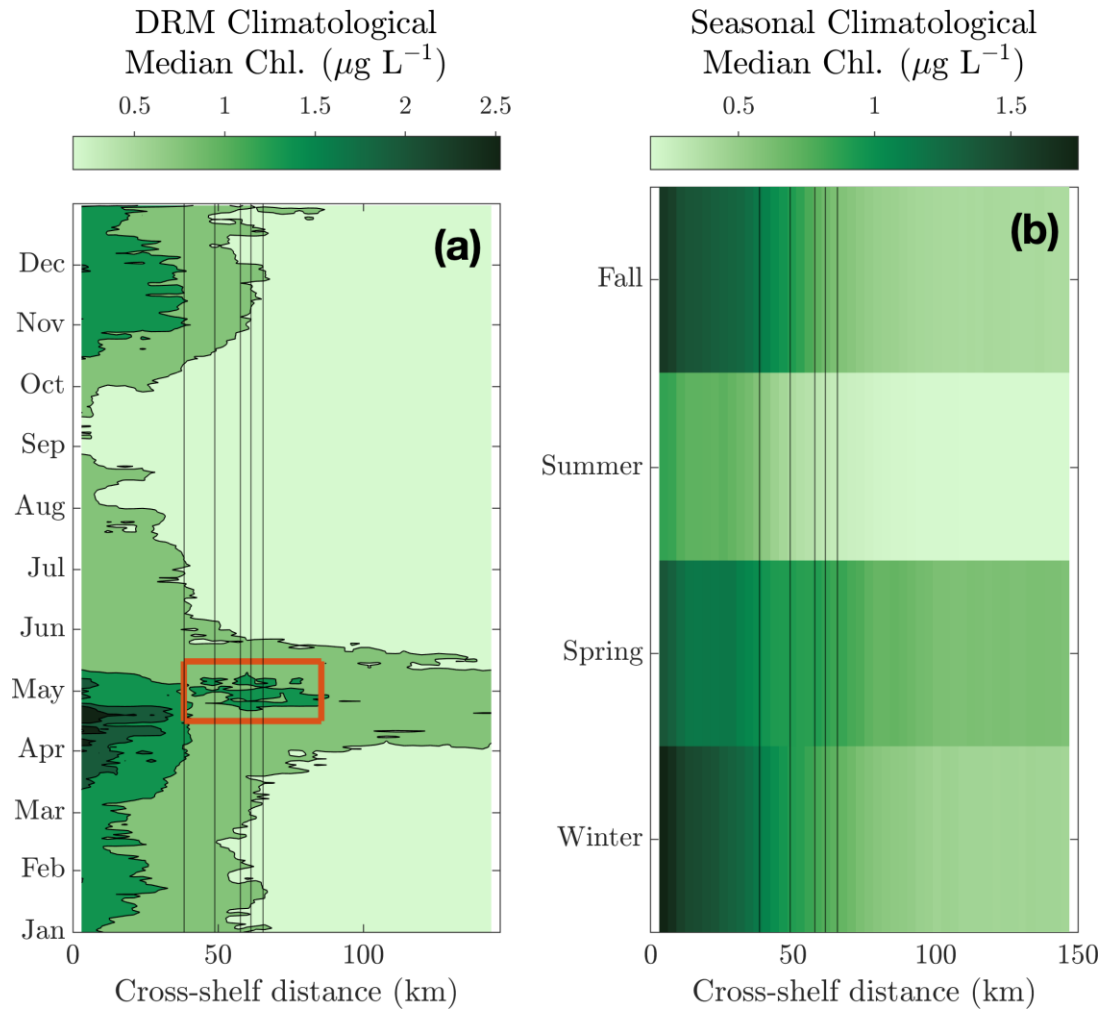 DRM Climatological
Median Chl. (μg L⁻¹)
0.5 1 1.5 2 2.5
(a)
Dec
Nov
Oct
Sep
Aug
Jul
Jun
May
Apr
Mar
Feb
Jan
0 50 100
Cross-shelf distance (km)
Seasonal Climatological
Median Chl. (μg L⁻¹)
0.5 1 1.5
(b)
Fall
Summer
Spring
Winter
0 50 100 150
Cross-shelf distance (km)